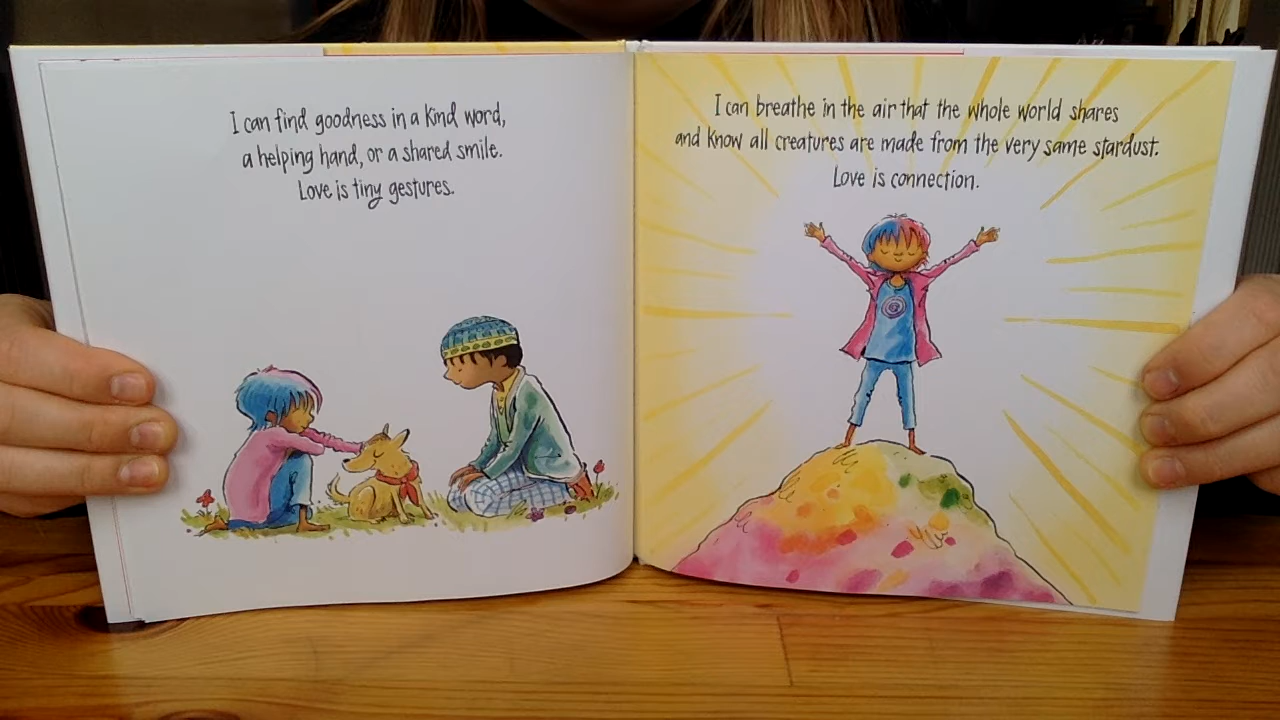 I can find goodness in a kind word,
a helping hand, or a shared smile.
Love is tiny gestures.
I can breathe in the air that the whole world shares
and know all creatures are made from the very same stardust.
Love is connection.